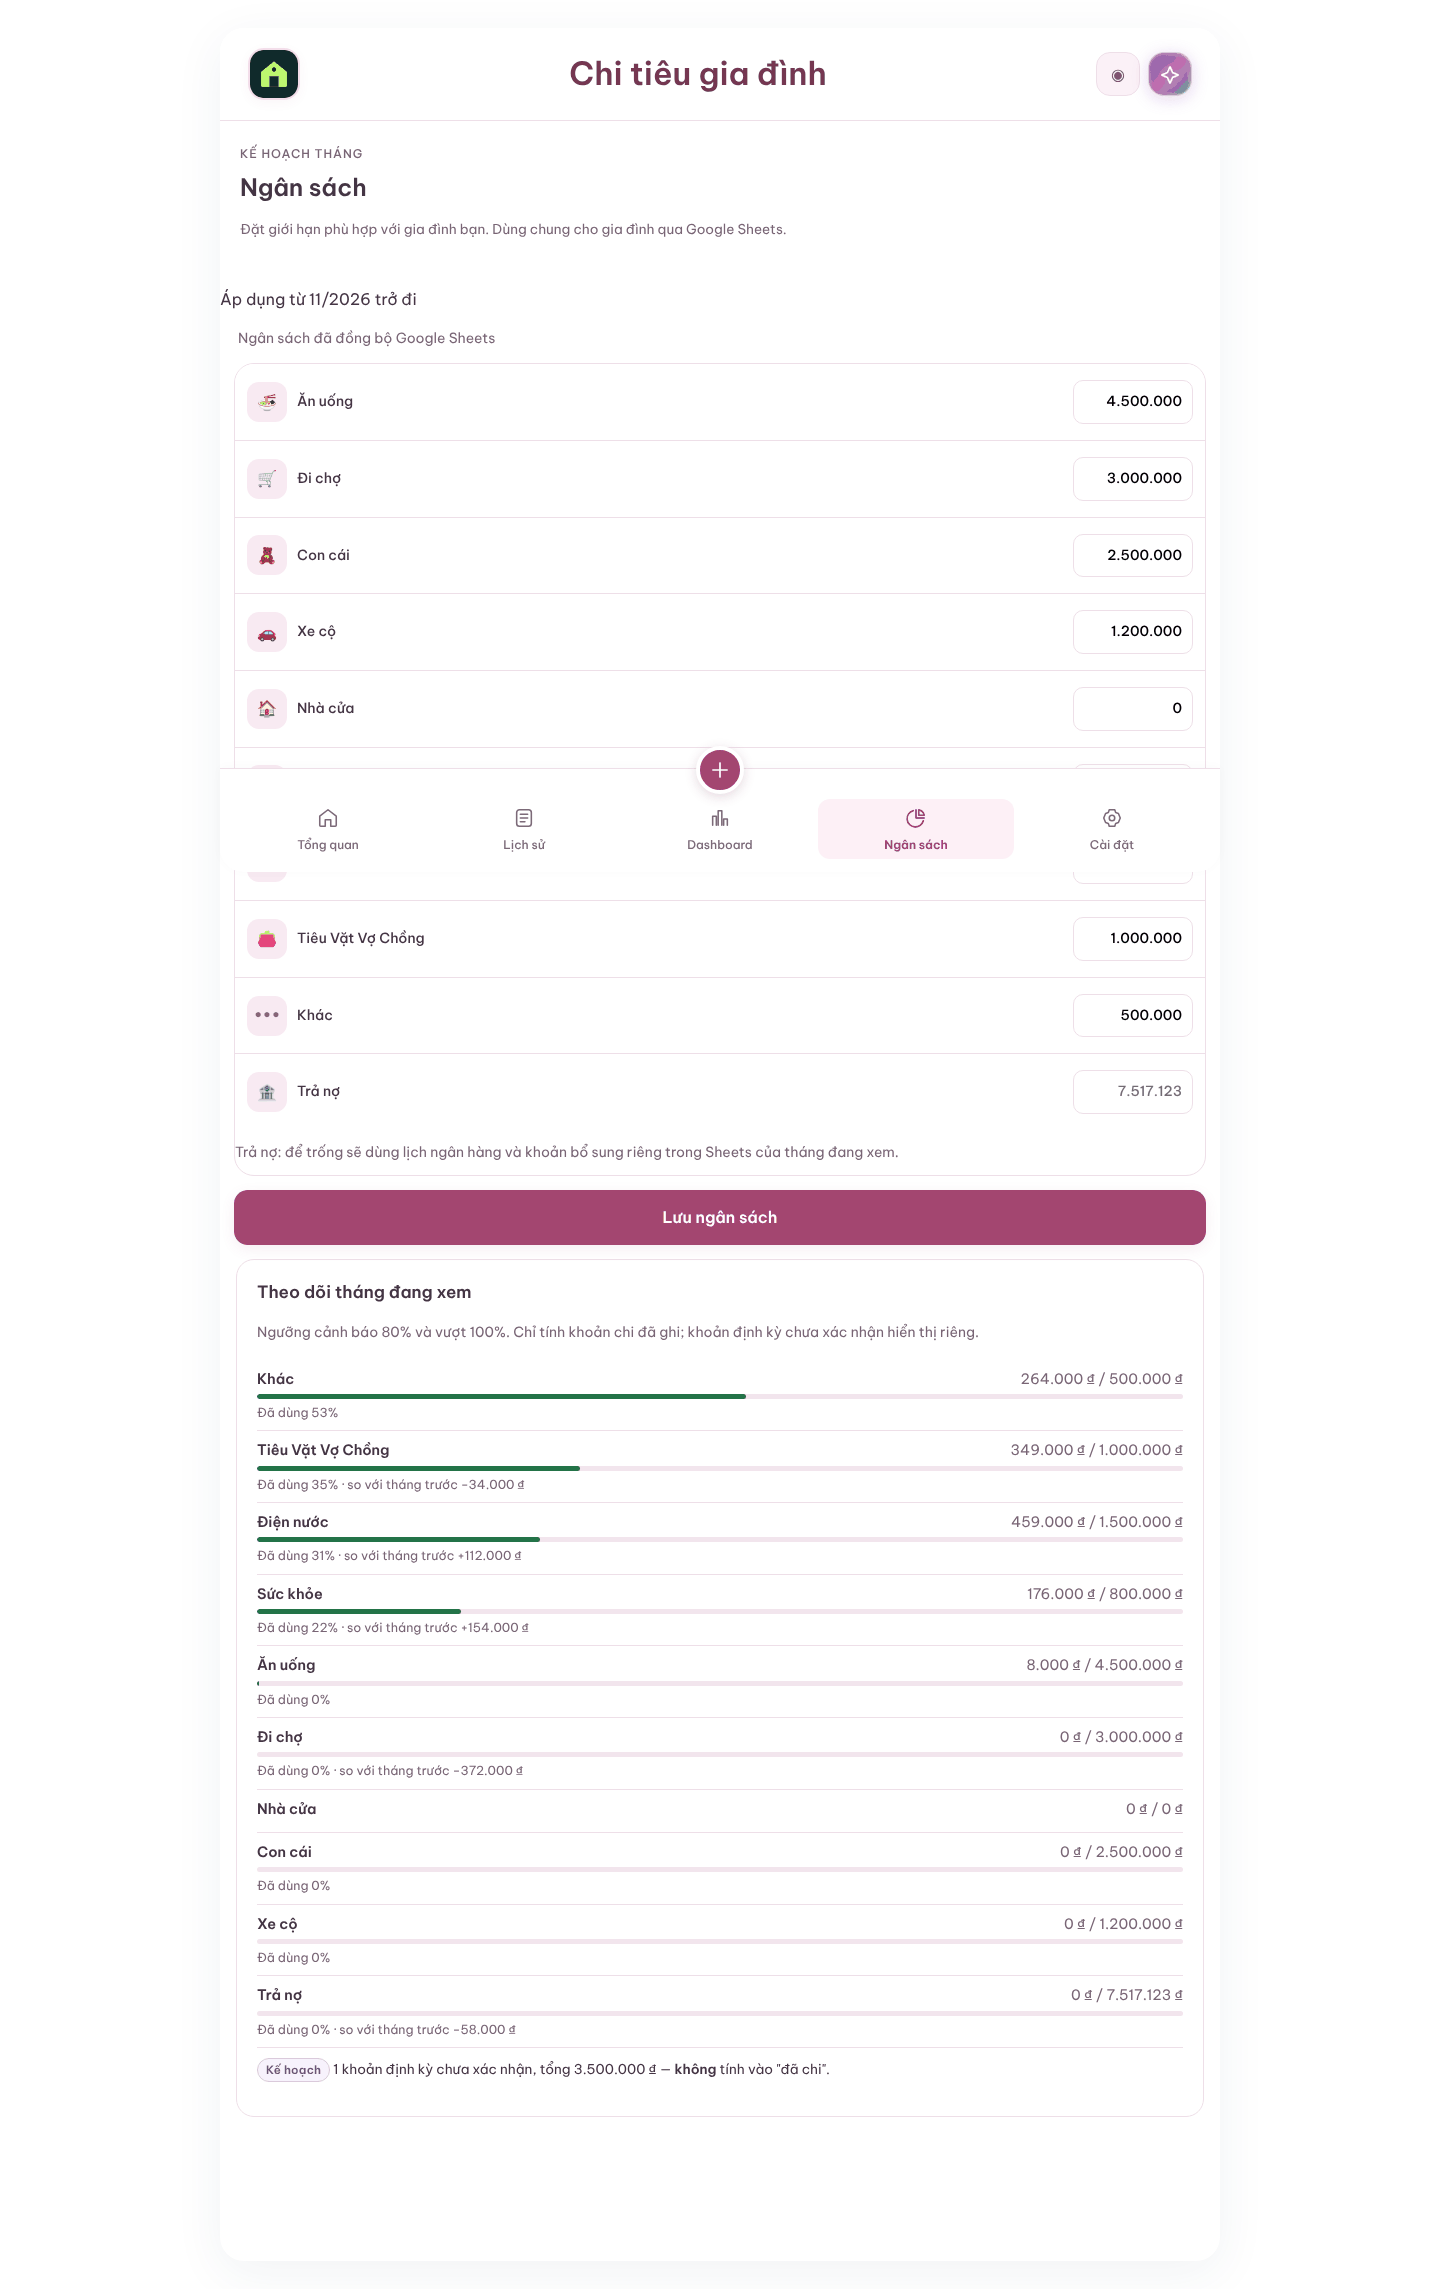 Chi tiêu gia đình
KẾ HOẠCH THÁNG
Ngân sách
Đặt giới hạn phù hợp với gia đình bạn. Dùng chung cho gia đình qua Google Sheets.
Áp dụng từ 11/2026 trở đi
Ngân sách đã đồng bộ Google Sheets
Ăn uống 4.500.000
Đi chợ 3.000.000
Con cái 2.500.000
Xe cộ 1.200.000
Nhà cửa 0
Tổng quan Lịch sử Dashboard Ngân sách Cài đặt
Tiêu Vặt Vợ Chồng 1.000.000
Khác 500.000
Trả nợ 7.517.123
Trả nợ: để trống sẽ dùng lịch ngân hàng và khoản bổ sung riêng trong Sheets của tháng đang xem.
Lưu ngân sách
Theo dõi tháng đang xem
Ngưỡng cảnh báo 80% và vượt 100%. Chỉ tính khoản chi đã ghi; khoản định kỳ chưa xác nhận hiển thị riêng.
Khác 264.000 ₫ / 500.000 ₫
Đã dùng 53%
Tiêu Vặt Vợ Chồng 349.000 ₫ / 1.000.000 ₫
Đã dùng 35% · so với tháng trước -34.000 ₫
Điện nước 459.000 ₫ / 1.500.000 ₫
Đã dùng 31% · so với tháng trước +112.000 ₫
Sức khỏe 176.000 ₫ / 800.000 ₫
Đã dùng 22% · so với tháng trước +154.000 ₫
Ăn uống 8.000 ₫ / 4.500.000 ₫
Đã dùng 0%
Đi chợ 0 ₫ / 3.000.000 ₫
Đã dùng 0% · so với tháng trước -372.000 ₫
Nhà cửa 0 ₫ / 0 ₫
Con cái 0 ₫ / 2.500.000 ₫
Đã dùng 0%
Xe cộ 0 ₫ / 1.200.000 ₫
Đã dùng 0%
Trả nợ 0 ₫ / 7.517.123 ₫
Đã dùng 0% · so với tháng trước -58.000 ₫
Kế hoạch 1 khoản định kỳ chưa xác nhận, tổng 3.500.000 ₫ — không tính vào "đã chi".